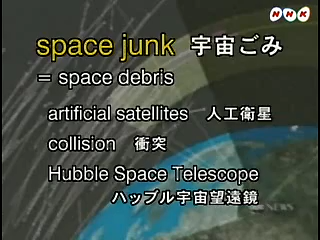 NHK
space junk 宇宙ごみ
= space debris
artificial satellites 人工衛星
collision 衝突
Hubble Space Telescope
ハッブル宇宙望遠鏡
NEWS